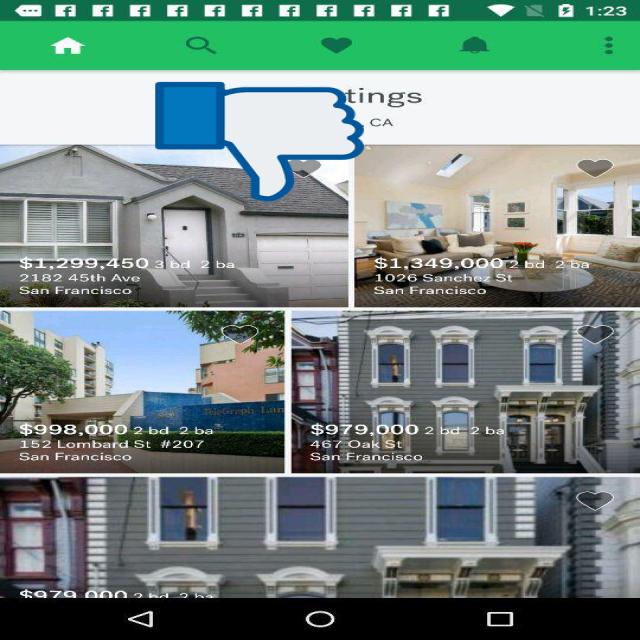 1:23
tings
CA
$1,299,450 3 bd 2 ba
2182 45th Ave
San Francisco
$1,349,000 2 bd 2 ba
1026 Sanchez St
San Francisco
TeleGraph Lan
$998,000 2 bd 2 ba
152 Lombard St #207
San Francisco
$979,000 2 bd 2 ba
467 Oak St
San Francisco
$979,000 2 bd 2 ba